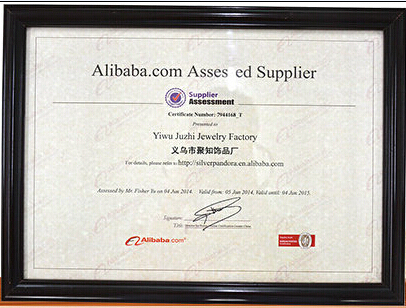 Alibaba.com Assessed Supplier
Supplier
Assessment
Certificate Number: 7944168_T
Presented to
Yiwu Juzhi Jewelry Factory
义乌市聚知饰品厂
For details, please refer to http://silverpandora.en.alibaba.com
Assessed by Mr. Fisher Yu on 04 Jun 2014. Valid from: 05 Jun 2014, Valid until: 04 Jun 2015.
Signature:
Title:
Alibaba.com